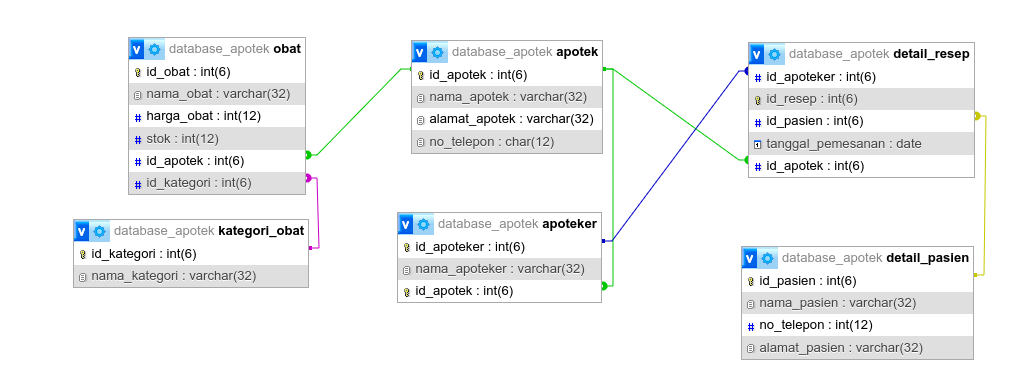 V database_apotek obat
id_obat : int(6)
nama_obat : varchar(32)
harga_obat : int(12)
stok : int(12)
id_apotek : int(6)
id_kategori : int(6)
V database_apotek kategori_obat
id_kategori : int(6)
nama_kategori : varchar(32)
V database_apotek apotek
id_apotek : int(6)
nama_apotek : varchar(32)
alamat_apotek : varchar(32)
no_telepon : char(12)
V database_apotek apoteker
id_apoteker : int(6)
nama_apoteker : varchar(32)
id_apotek : int(6)
V database_apotek detail_resep
# id_apoteker : int(6)
id_resep : int(6)
# id_pasien : int(6)
tanggal_pemesanan : date
# id_apotek : int(6)
V database_apotek detail_pasien
id_pasien : int(6)
nama_pasien : varchar(32)
# no_telepon : int(12)
alamat_pasien : varchar(32)